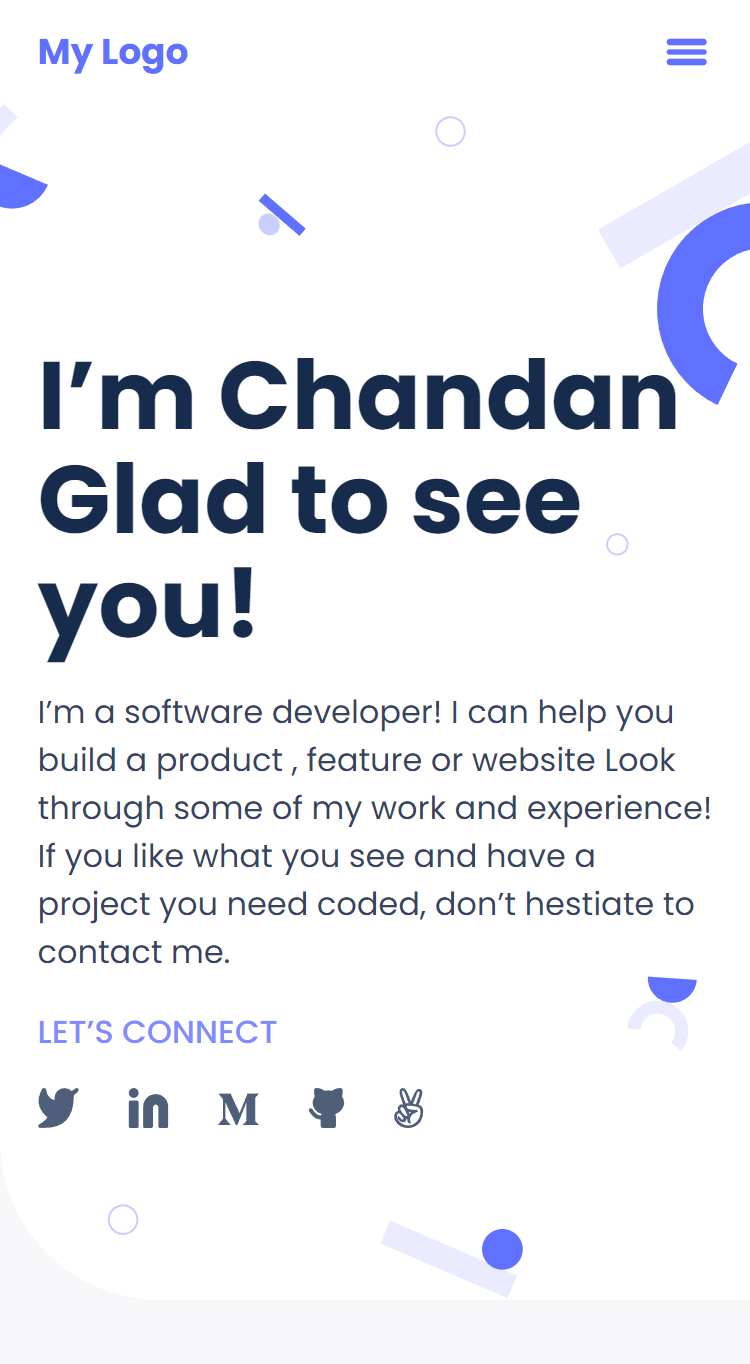 My Logo
I’m Chandan
Glad to see
you!
I’m a software developer! I can help you
build a product , feature or website Look
through some of my work and experience!
If you like what you see and have a
project you need coded, don’t hestiate to
contact me.
LET’S CONNECT